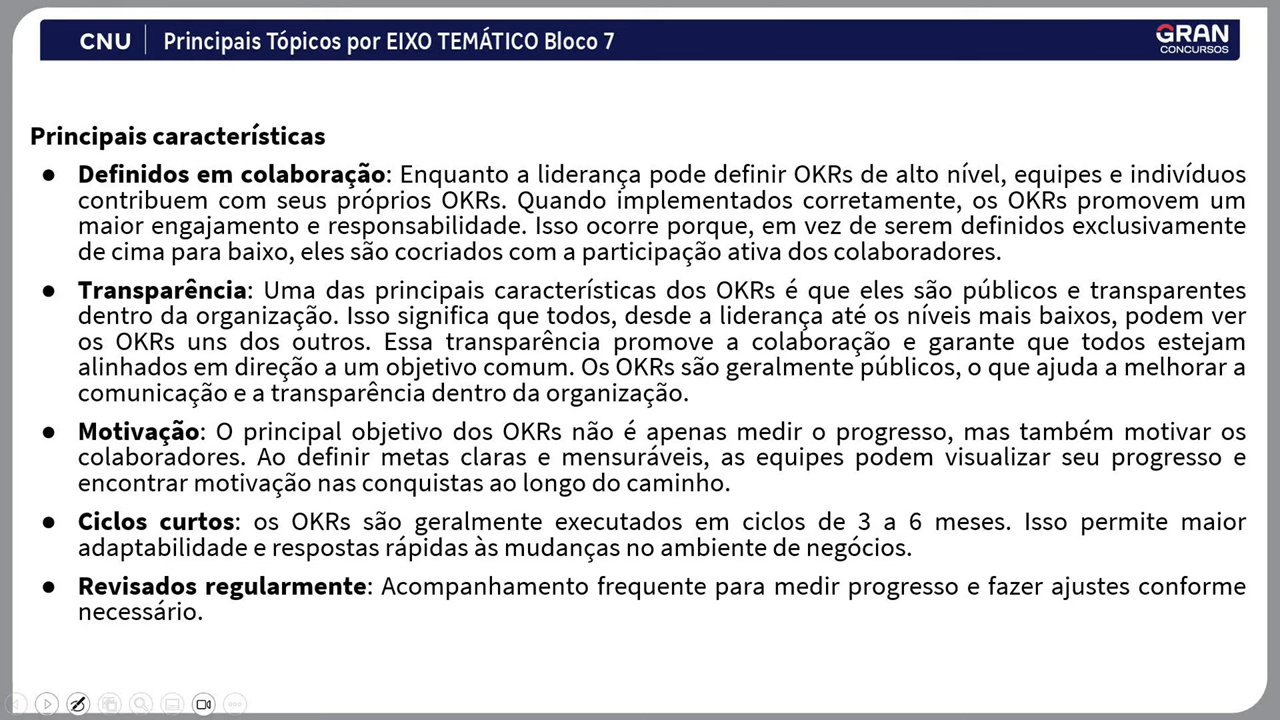 CNU | Principais Tópicos por EIXO TEMÁTICO Bloco 7
GRAN
CONCURSOS
Principais características
● Definidos em colaboração: Enquanto a liderança pode definir OKRs de alto nível, equipes e indivíduos
contribuem com seus próprios OKRs. Quando implementados corretamente, os OKRs promovem um
maior engajamento e responsabilidade. Isso ocorre porque, em vez de serem definidos exclusivamente
de cima para baixo, eles são cocriados com a participação ativa dos colaboradores.
● Transparência: Uma das principais características dos OKRs é que eles são públicos e transparentes
dentro da organização. Isso significa que todos, desde a liderança até os níveis mais baixos, podem ver
os OKRs uns dos outros. Essa transparência promove a colaboração e garante que todos estejam
alinhados em direção a um objetivo comum. Os OKRs são geralmente públicos, o que ajuda a melhorar a
comunicação e a transparência dentro da organização.
● Motivação: O principal objetivo dos OKRs não é apenas medir o progresso, mas também motivar os
colaboradores. Ao definir metas claras e mensuráveis, as equipes podem visualizar seu progresso e
encontrar motivação nas conquistas ao longo do caminho.
● Ciclos curtos: os OKRs são geralmente executados em ciclos de 3 a 6 meses. Isso permite maior
adaptabilidade e respostas rápidas às mudanças no ambiente de negócios.
● Revisados regularmente: Acompanhamento frequente para medir progresso e fazer ajustes conforme
necessário.